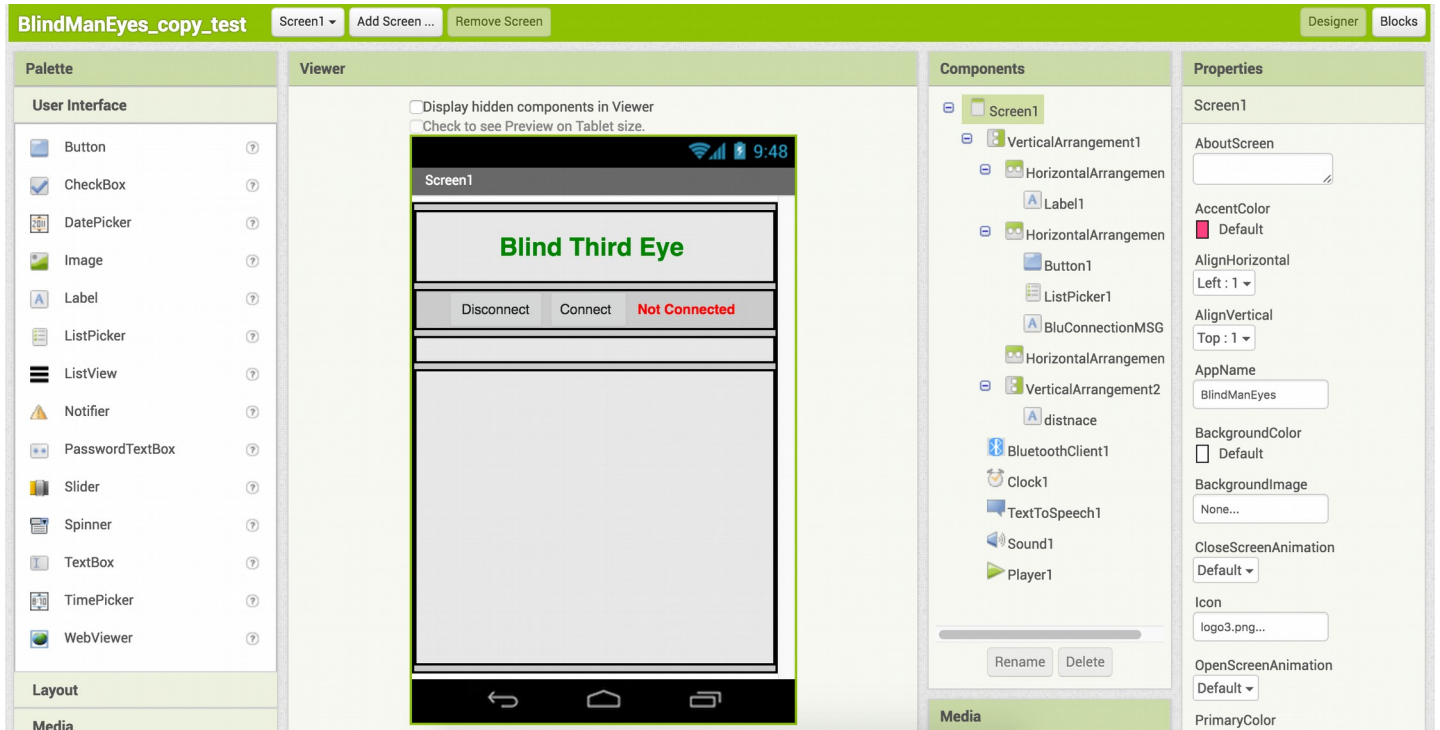 BlindManEyes_copy_test Screen1 Add Screen ... Remove Screen Designer Blocks
Palette
User Interface
Button
CheckBox
DatePicker
Image
Label
ListPicker
ListView
Notifier
PasswordTextBox
Slider
Spinner
TextBox
TimePicker
WebViewer
Layout
Media
Viewer
Display hidden components in Viewer
Check to see Preview on Tablet size.
9:48
Screen1
Blind Third Eye
Disconnect Connect Not Connected
Components
Screen1
VerticalArrangement1
HorizontalArrangemen
Label1
HorizontalArrangemen
Button1
ListPicker1
BluConnectionMSG
HorizontalArrangemen
VerticalArrangement2
distnace
BluetoothClient1
Clock1
TextToSpeech1
Sound1
Player1
Rename Delete
Media
Properties
Screen1
AboutScreen
AccentColor
Default
AlignHorizontal
Left : 1
AlignVertical
Top : 1
AppName
BlindManEyes
BackgroundColor
Default
BackgroundImage
None...
CloseScreenAnimation
Default
Icon
logo3.png...
OpenScreenAnimation
Default
PrimaryColor